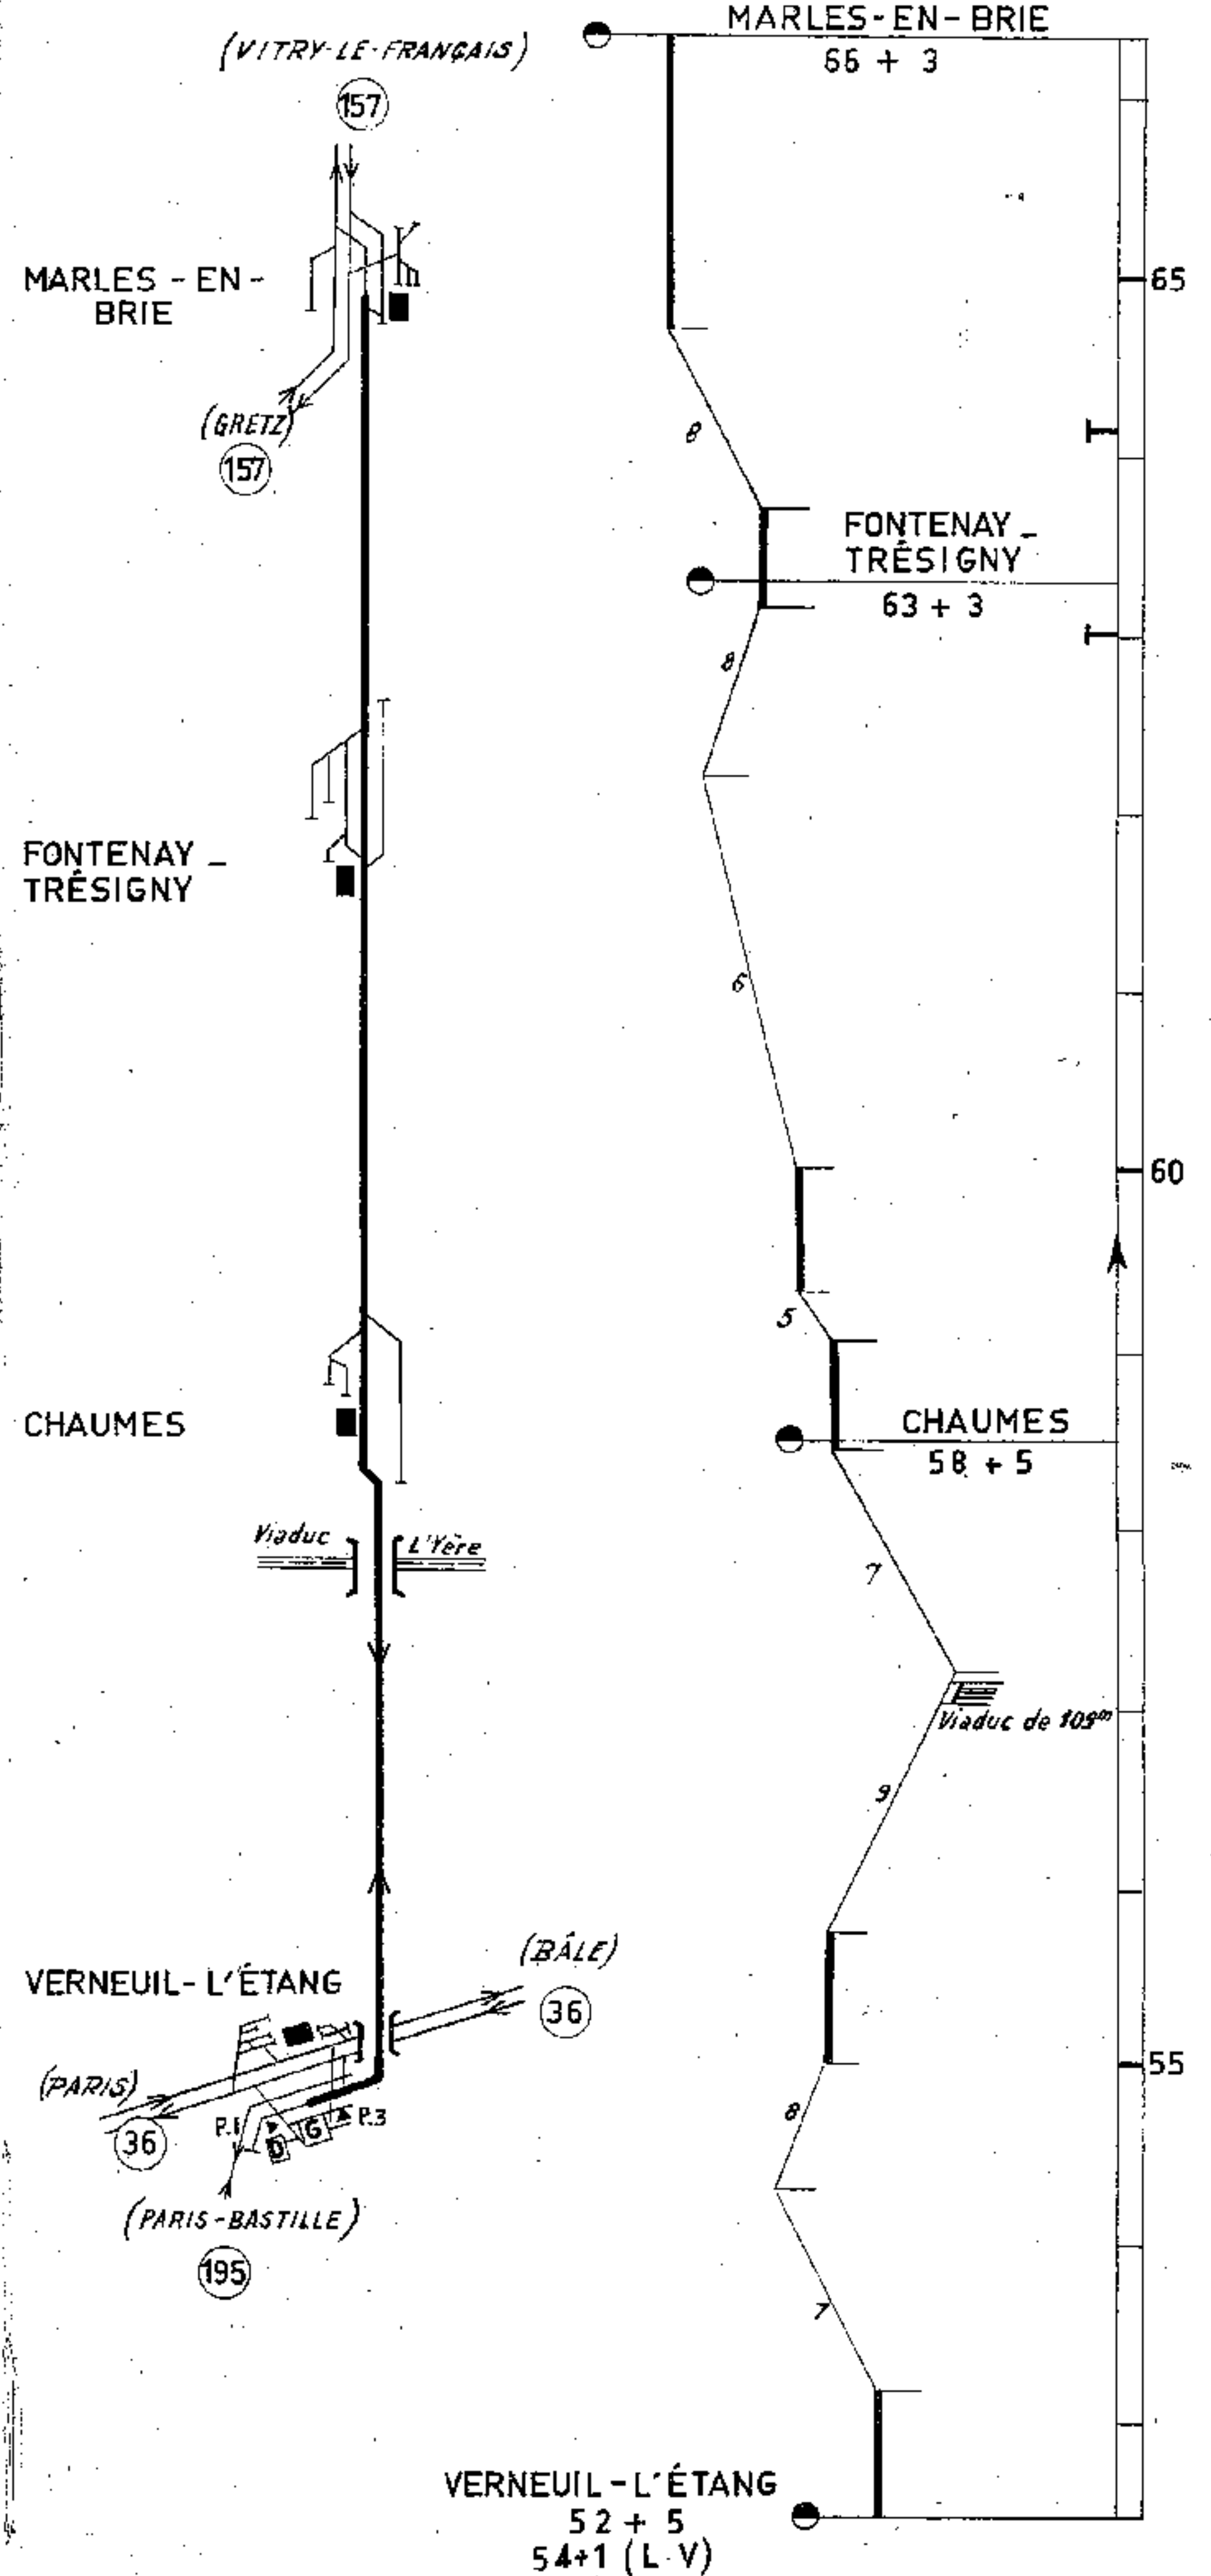 (VITRY-LE-FRANÇAIS)
157
MARLES - EN -
BRIE
(GRETZ)
157
FONTENAY -
TRÉSIGNY
CHAUMES
Viaduc
L'Yère
VERNEUIL-L'ÉTANG
(BÂLE)
36
(PARIS)
36
P.1
D
G
P.3
(PARIS-BASTILLE)
195
MARLES-EN-BRIE
66 + 3
65
8
FONTENAY -
TRÉSIGNY
63 + 3
8
6
60
5
CHAUMES
58 + 5
7
Viaduc de 109m
9
55
8
7
VERNEUIL-L'ÉTANG
52 + 5
54+1 (L.V)